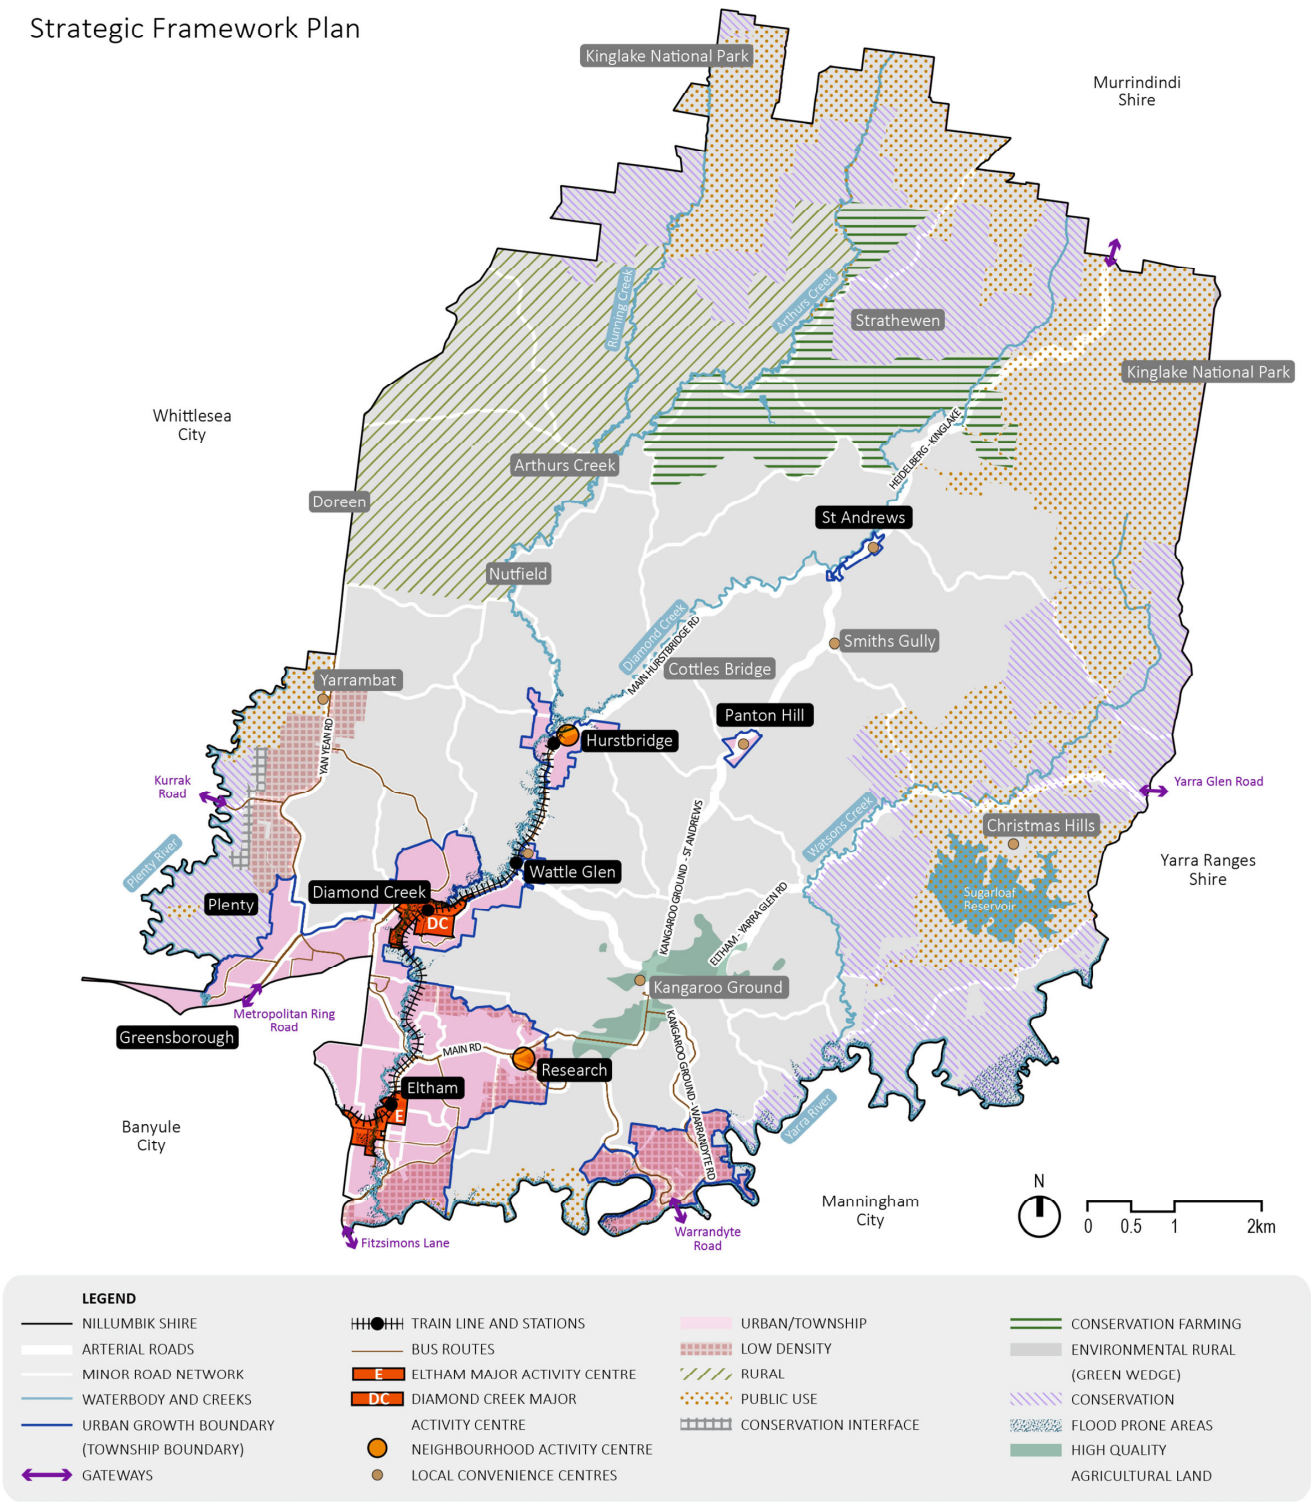 Strategic Framework Plan
Kinglake National Park
Murrindindi
Shire
Running Creek
Arthurs Creek
Strathewen
Kinglake National Park
Whittlesea
City
HEIDELBERG - KINGLAKE
Arthurs Creek
Doreen
St Andrews
Nutfield
Diamond Creek
MAIN HURSTBRIDGE RD
Smiths Gully
Cottles Bridge
Yarrambat
Panton Hill
YAN YEAN RD
Hurstbridge
Kurrak
Road
Yarra Glen Road
Watsons Creek
Christmas Hills
KANGAROO GROUND - ST ANDREWS
Plenty River
Yarra Ranges
Shire
Wattle Glen
Diamond Creek
Sugarloaf
Reservoir
Plenty
DC
ELTHAM - YARRA GLEN RD
Kangaroo Ground
Metropolitan Ring
Road
Greensborough
MAIN RD
KANGAROO GROUND - WARRANDYTE RD
Research
Eltham
E
Yarra River
Banyule
City
Manningham
City
N
0 0.5 1 2km
Warrandyte
Road
Fitzsimons Lane
LEGEND
NILLUMBIK SHIRE
ARTERIAL ROADS
MINOR ROAD NETWORK
WATERBODY AND CREEKS
URBAN GROWTH BOUNDARY
(TOWNSHIP BOUNDARY)
GATEWAYS
TRAIN LINE AND STATIONS
BUS ROUTES
E ELTHAM MAJOR ACTIVITY CENTRE
DC DIAMOND CREEK MAJOR
ACTIVITY CENTRE
NEIGHBOURHOOD ACTIVITY CENTRE
LOCAL CONVENIENCE CENTRES
URBAN/TOWNSHIP
LOW DENSITY
RURAL
PUBLIC USE
CONSERVATION INTERFACE
CONSERVATION FARMING
ENVIRONMENTAL RURAL
(GREEN WEDGE)
CONSERVATION
FLOOD PRONE AREAS
HIGH QUALITY
AGRICULTURAL LAND